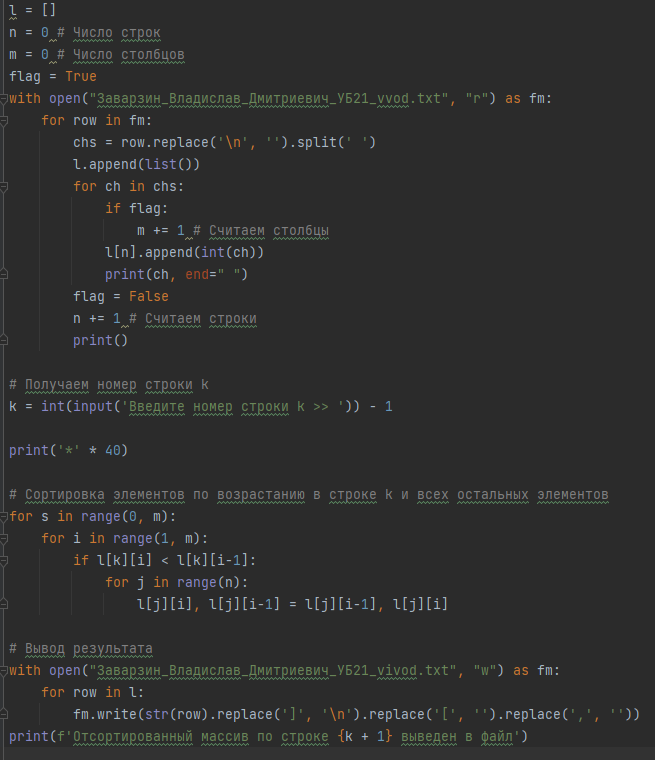 l = []
n = 0 # Число строк
m = 0 # Число столбцов
flag = True
with open("Заварзин_Владислав_Дмитриевич_УБ21_vvod.txt", "r") as fm:
    for row in fm:
        chs = row.replace('\n', '').split(' ')
        l.append(list())
        for ch in chs:
            if flag:
                m += 1 # Считаем столбцы
            l[n].append(int(ch))
            print(ch, end=" ")
        flag = False
        n += 1 # Считаем строки
        print()

# Получаем номер строки k
k = int(input('Введите номер строки k >> ')) - 1

print('*' * 40)

# Сортировка элементов по возрастанию в строке k и всех остальных элементов
for s in range(0, m):
    for i in range(1, m):
        if l[k][i] < l[k][i-1]:
            for j in range(n):
                l[j][i], l[j][i-1] = l[j][i-1], l[j][i]

# Вывод результата
with open("Заварзин_Владислав_Дмитриевич_УБ21_vivod.txt", "w") as fm:
    for row in l:
        fm.write(str(row).replace(']', '\n').replace('[', '').replace(',', ''))
print(f'Отсортированный массив по строке {k + 1} выведен в файл')